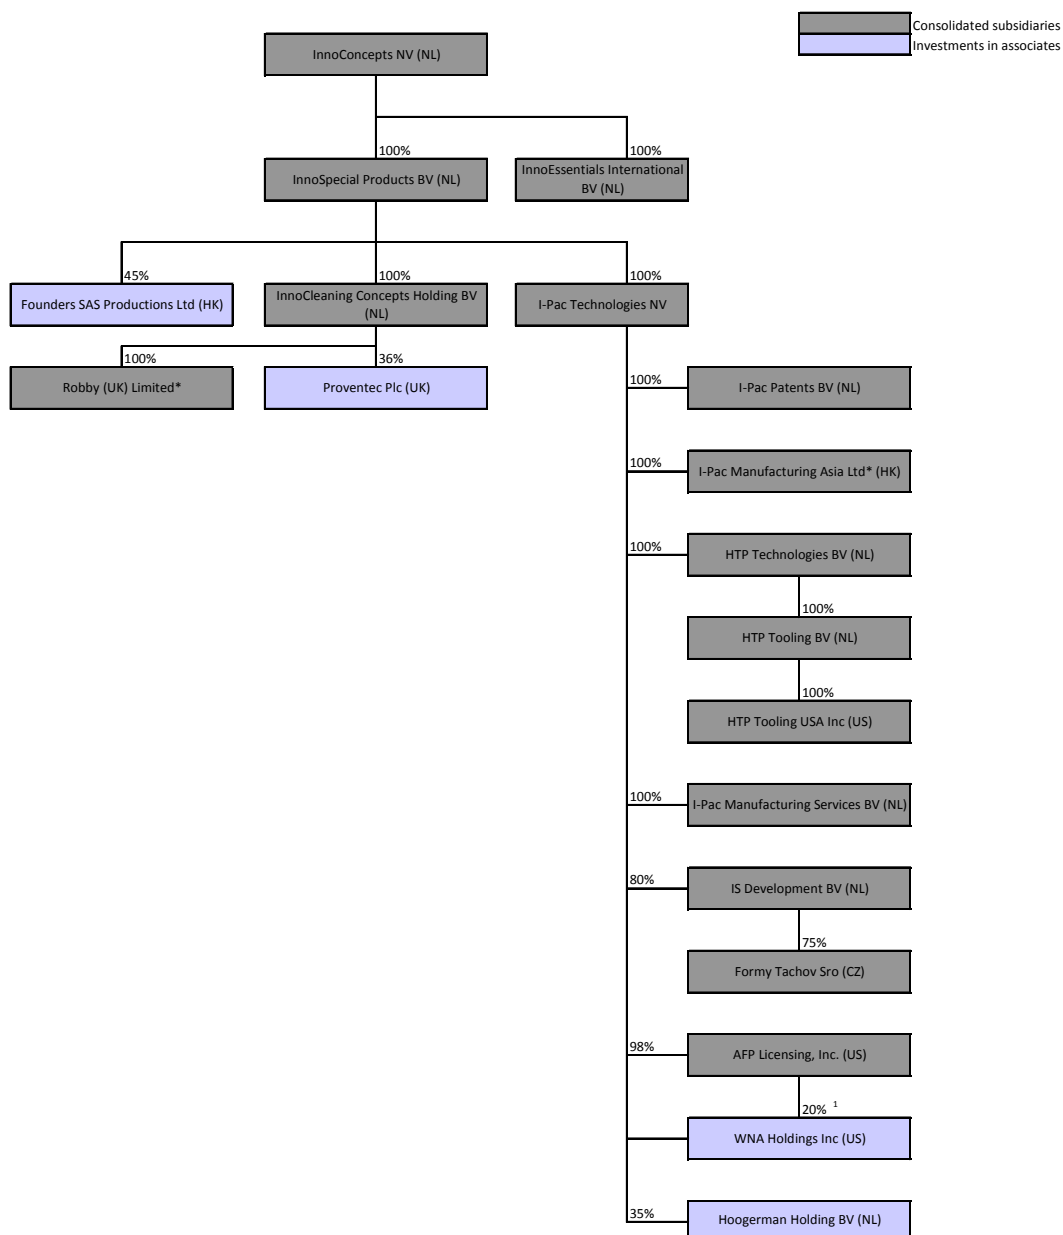 Consolidated subsidiaries
Investments in associates
InnoConcepts NV (NL)
100%
100%
InnoSpecial Products BV (NL)
InnoEssentials International
BV (NL)
45%
100%
100%
Founders SAS Productions Ltd (HK)
InnoCleaning Concepts Holding BV
(NL)
I-Pac Technologies NV
100%
36%
Robby (UK) Limited*
Proventec Plc (UK)
100%
I-Pac Patents BV (NL)
100%
I-Pac Manufacturing Asia Ltd* (HK)
100%
HTP Technologies BV (NL)
100%
HTP Tooling BV (NL)
100%
HTP Tooling USA Inc (US)
100%
I-Pac Manufacturing Services BV (NL)
80%
IS Development BV (NL)
75%
Formy Tachov Sro (CZ)
98%
AFP Licensing, Inc. (US)
20% 1
WNA Holdings Inc (US)
35%
Hoogerman Holding BV (NL)